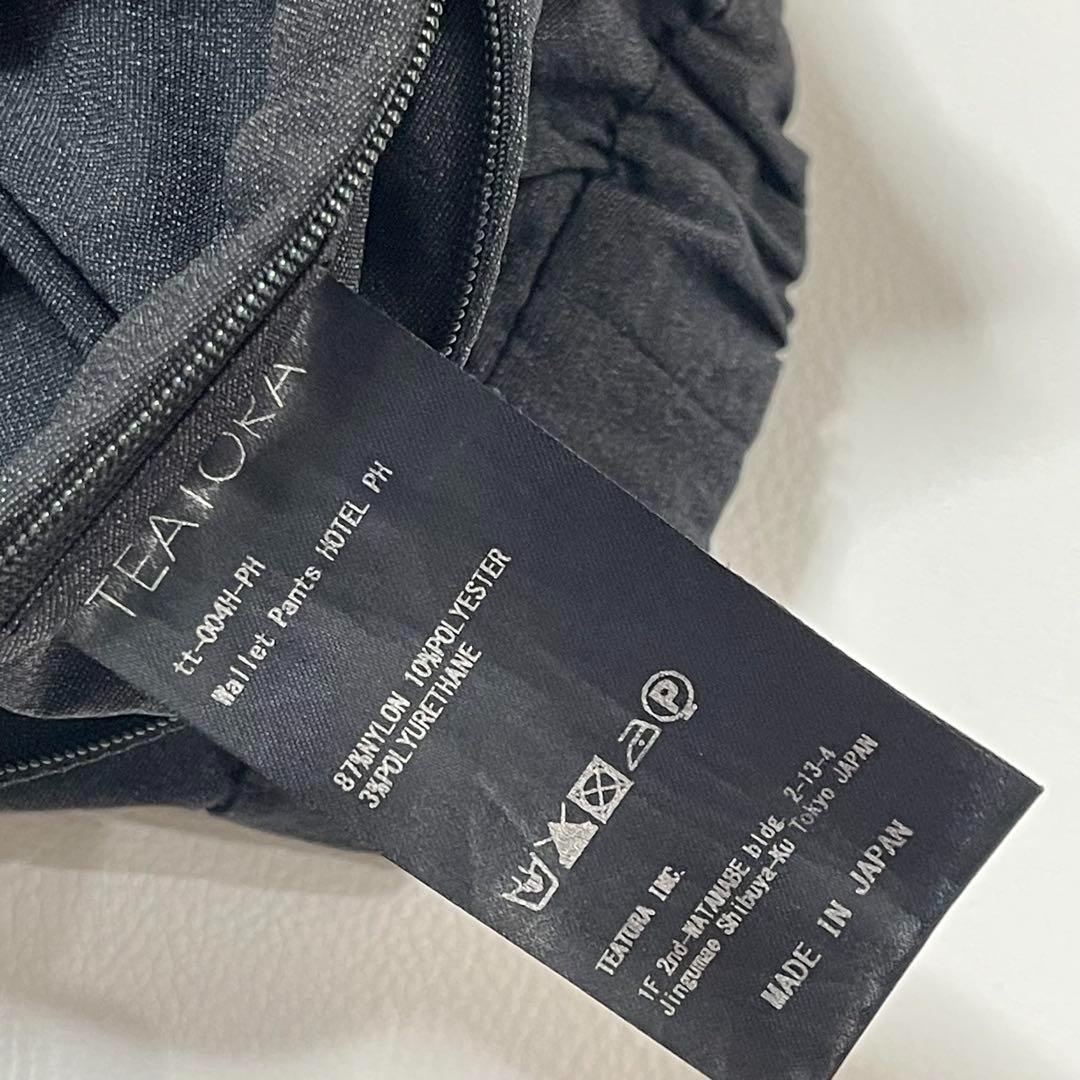 TEATORA
tt-004H-PH
Wallet Pants HOTEL PH
87%NYLON 10%POLYESTER
3%POLYURETHANE
P
TEATORA INC.
1F 2nd-WATANABE bldg. 2-13-4
Jingumae Shibuya-Ku Tokyo JAPAN
MADE IN JAPAN